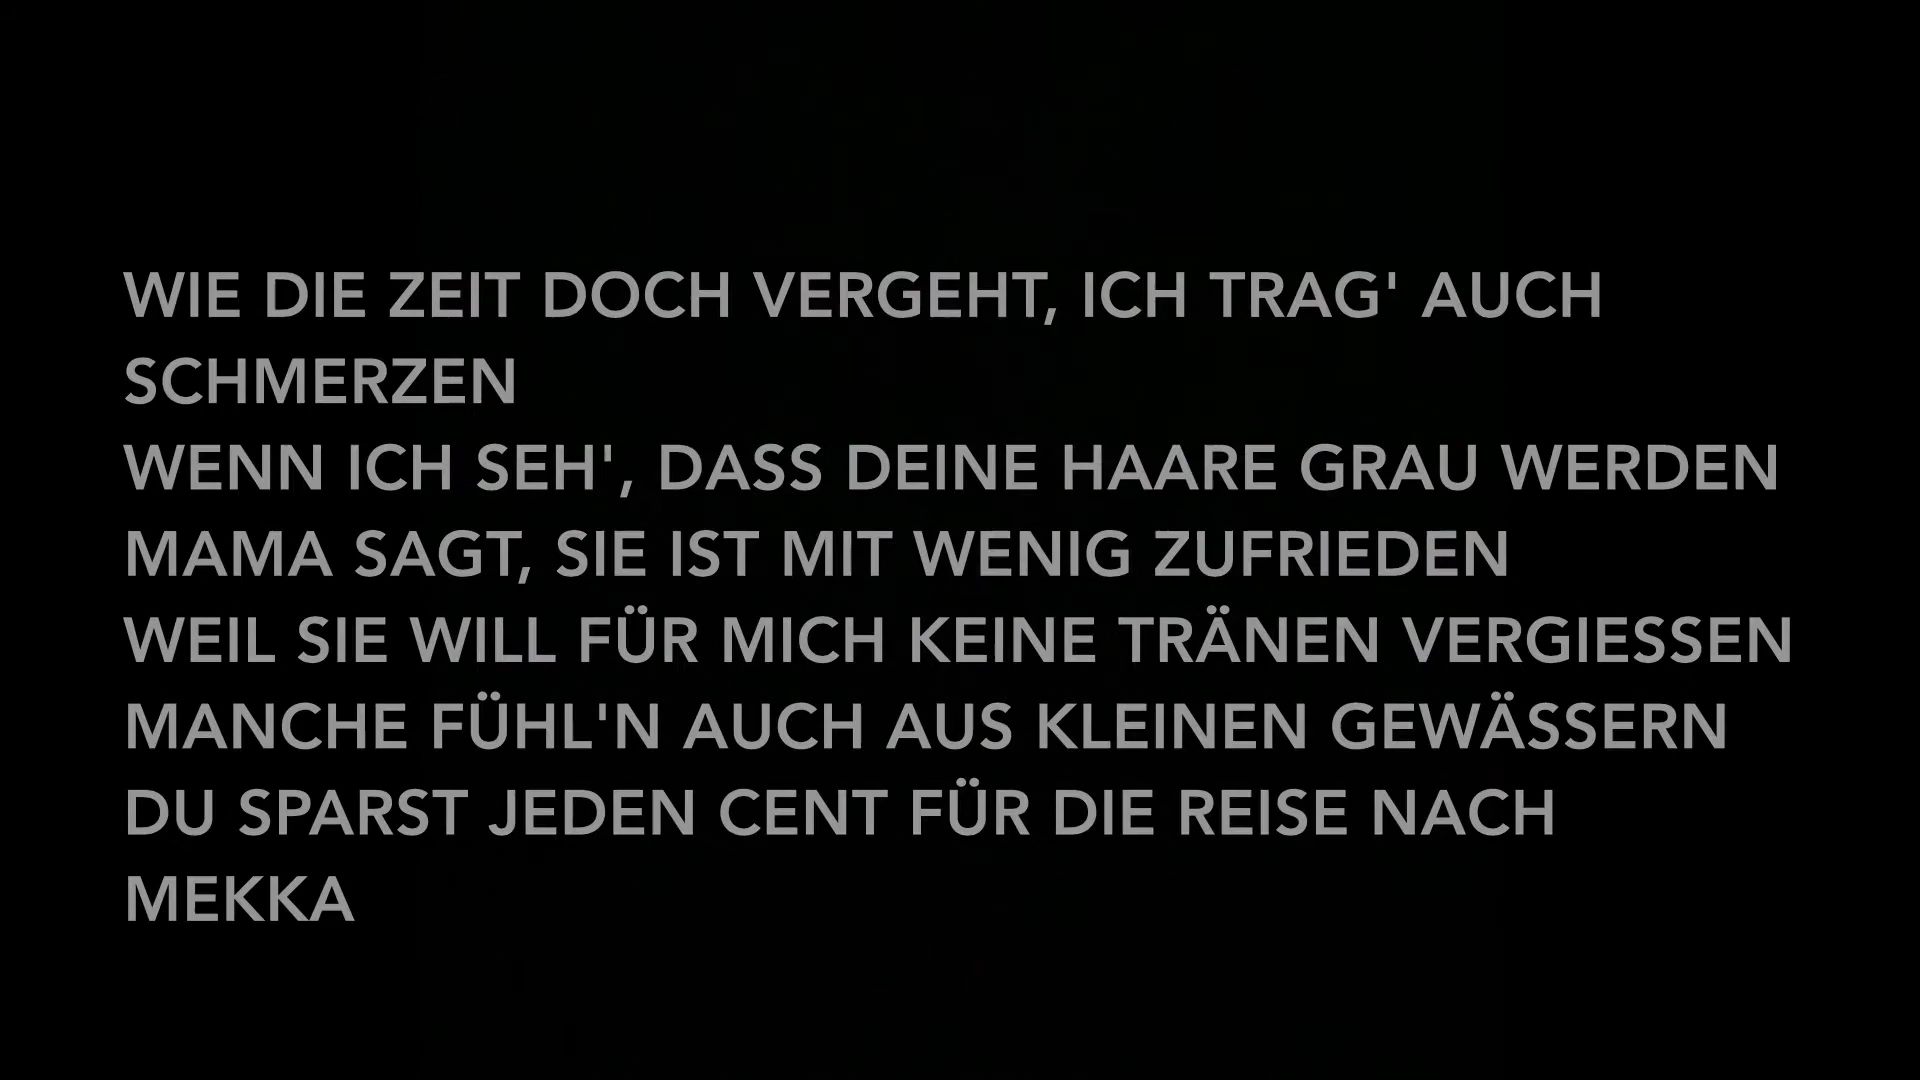 WIE DIE ZEIT DOCH VERGEHT, ICH TRAG' AUCH
SCHMERZEN
WENN ICH SEH', DASS DEINE HAARE GRAU WERDEN
MAMA SAGT, SIE IST MIT WENIG ZUFRIEDEN
WEIL SIE WILL FÜR MICH KEINE TRÄNEN VERGIESSEN
MANCHE FÜHL'N AUCH AUS KLEINEN GEWÄSSERN
DU SPARST JEDEN CENT FÜR DIE REISE NACH
MEKKA